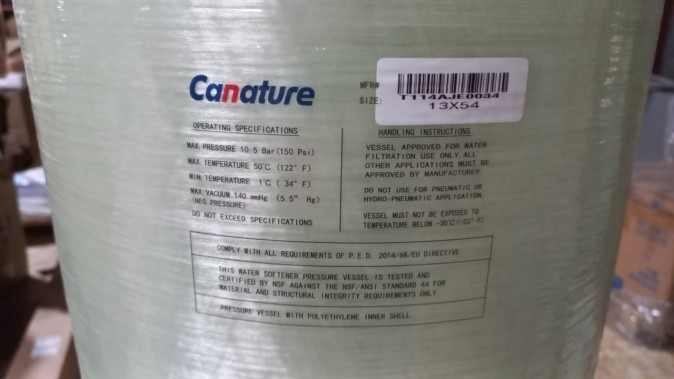 Canature
MFR#
T114AJE0034
SIZE:
13X54
OPERATING SPECIFICATIONS
MAX.PRESSURE 10.5 Bar(150 Psi)
MAX.TEMPERATURE 50℃(122° F)
MIN.TEMPERATURE 1℃( 34° F)
MAX.VACUUM.140.mmHg (5.5" Hg)
(NEG.PRESSURE)
DO NOT EXCEED SPECIFICATIONS
HANDLING INSTRUCTIONS
VESSEL APPROVED FOR WATER
FILTRATION USE ONLY.ALL
OTHER APPLICATIONS MUST BE
APPROVED BY MANUFACTURER
DO NOT USE FOR PNEUMATIC OR
HYDRO-PNEUMATIC APPLICATION
VESSEL MUST NOT BE EXPOSED TO
TEMPERATURE BELOW -30℃(-22° F)
COMPLY WITH ALL REQUIREMENTS OF P.E.D. 2014/68/EU DIRECTIVE
THIS WATER SOFTENER PRESSURE VESSEL IS TESTED AND
CERTIFIED BY NSF AGAINST THE NSF/ANSI STANDARD 44 FOR
MATERIAL AND STRUCTURAL INTEGRITY REQUIREMENTS ONLY.
PRESSURE VESSEL WITH POLYETHYLENE INNER SHELL